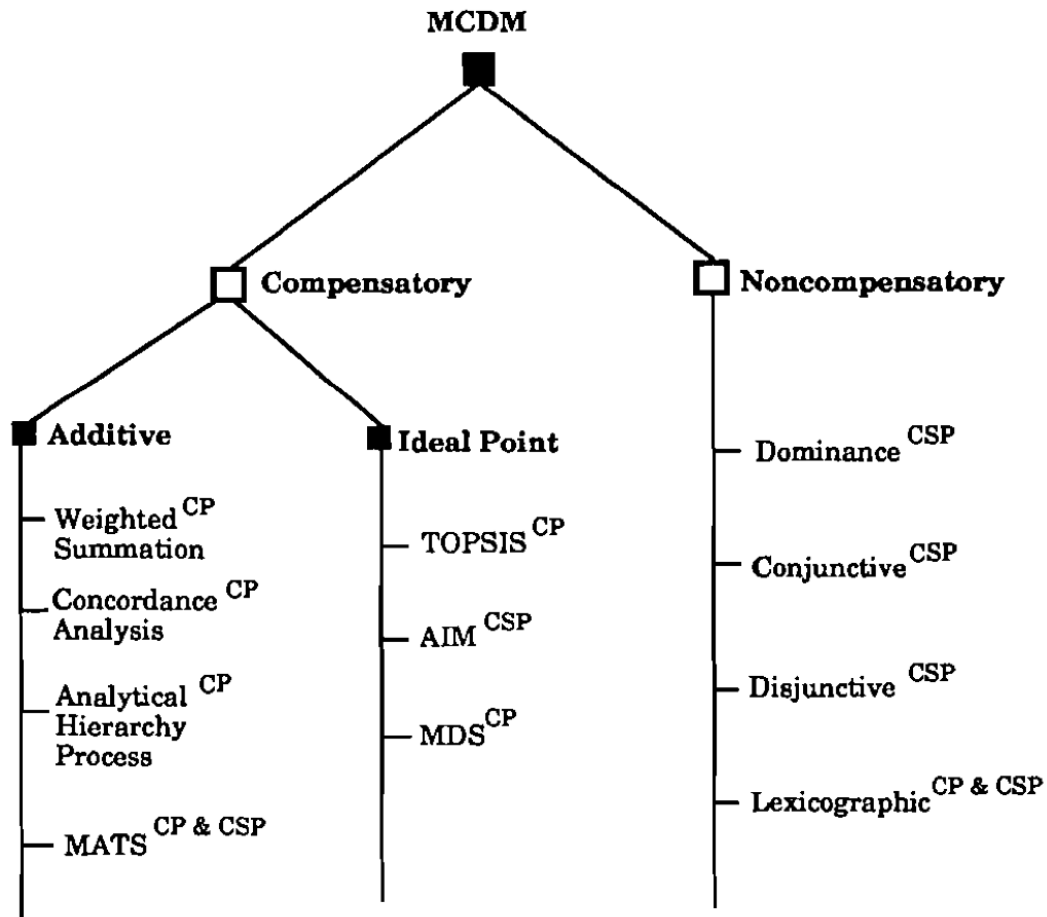 MCDM
Compensatory
Noncompensatory
Additive
Ideal Point
Weighted CP
Summation
Concordance CP
Analysis
Analytical CP
Hierarchy
Process
MATS CP & CSP
TOPSIS CP
AIM CSP
MDS CP
Dominance CSP
Conjunctive CSP
Disjunctive CSP
Lexicographic CP & CSP